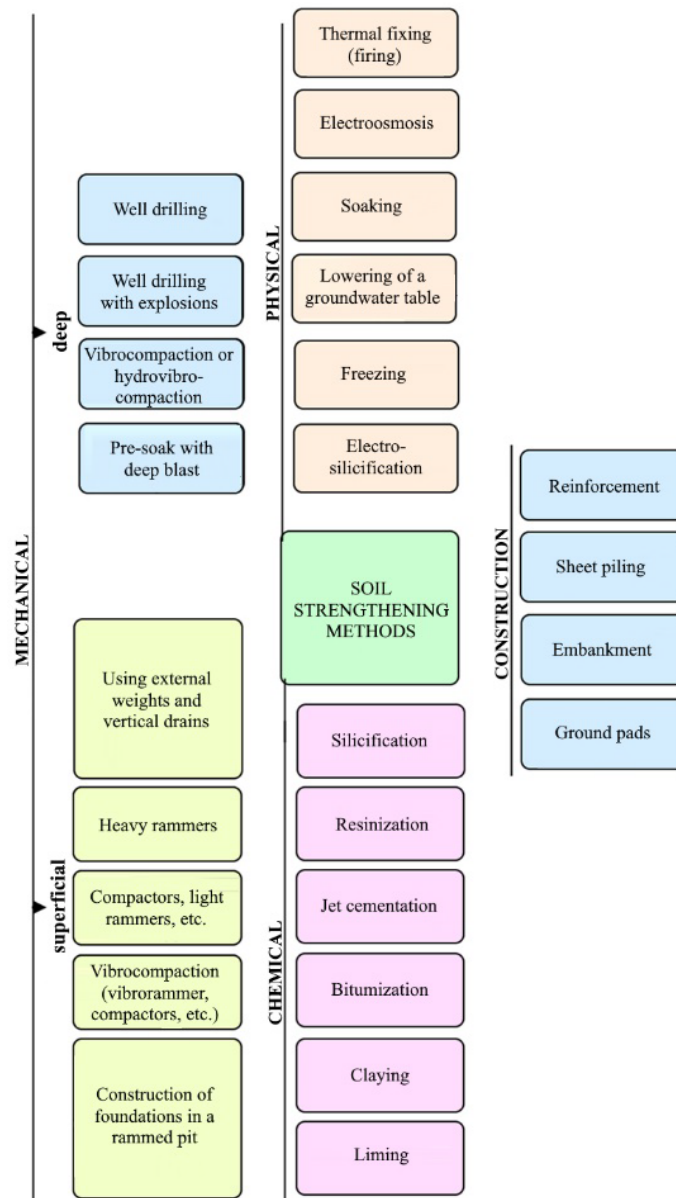 MECHANICAL
deep
Well drilling
Well drilling
with explosions
Vibrocompaction or
hydrovibro-
compaction
Pre-soak with
deep blast
superficial
Using external
weights and
vertical drains
Heavy rammers
Compactors, light
rammers, etc.
Vibrocompaction
(vibrorammer,
compactors, etc.)
Construction of
foundations in a
rammed pit
PHYSICAL
Thermal fixing
(firing)
Electroosmosis
Soaking
Lowering of a
groundwater table
Freezing
Electro-
silicification
SOIL
STRENGTHENING
METHODS
CHEMICAL
Silicification
Resinization
Jet cementation
Bitumization
Claying
Liming
CONSTRUCTION
Reinforcement
Sheet piling
Embankment
Ground pads